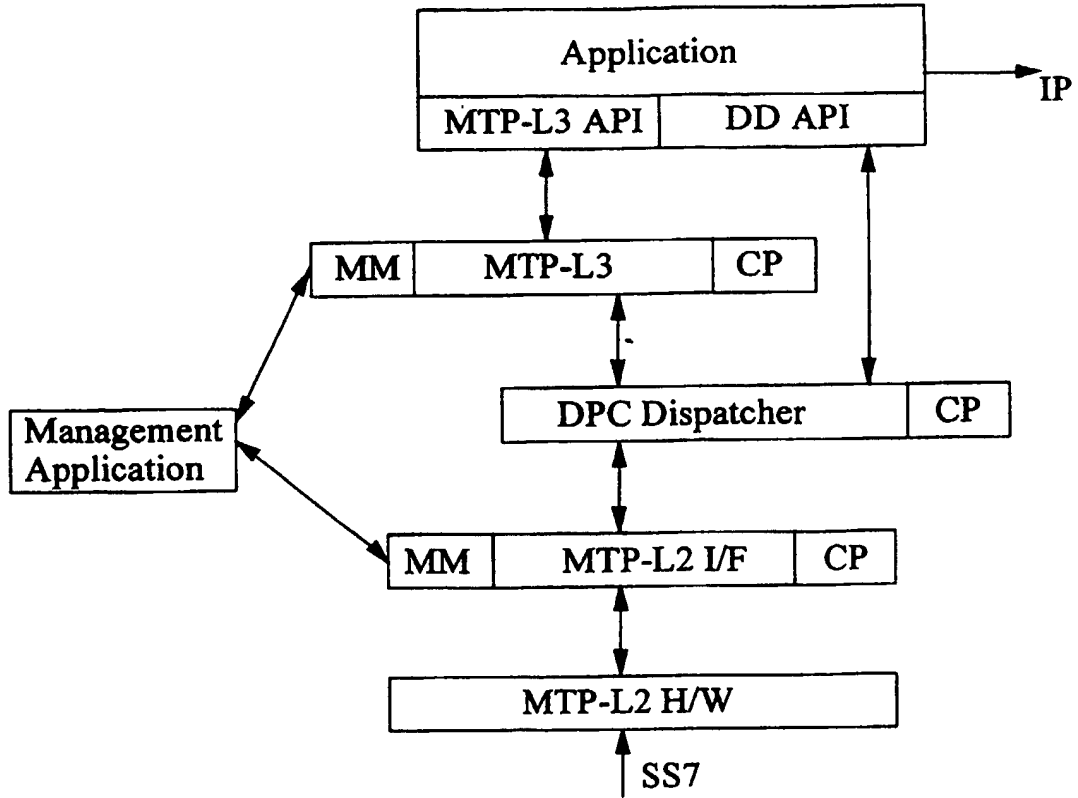 Application
IP
MTP-L3 API
DD API
MM
MTP-L3
CP
DPC Dispatcher
CP
Management
Application
MM
MTP-L2 I/F
CP
MTP-L2 H/W
SS7